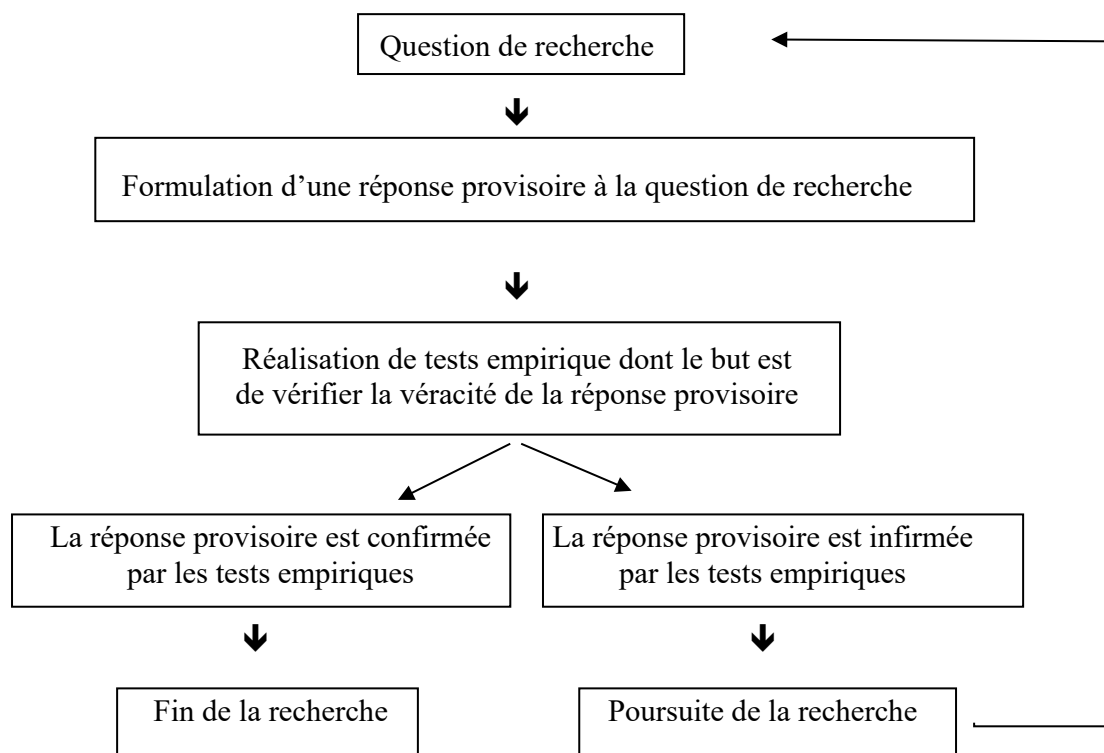 Question de recherche
Formulation d’une réponse provisoire à la question de recherche
Réalisation de tests empirique dont le but est
de vérifier la véracité de la réponse provisoire
La réponse provisoire est confirmée
par les tests empiriques
La réponse provisoire est infirmée
par les tests empiriques
Fin de la recherche
Poursuite de la recherche